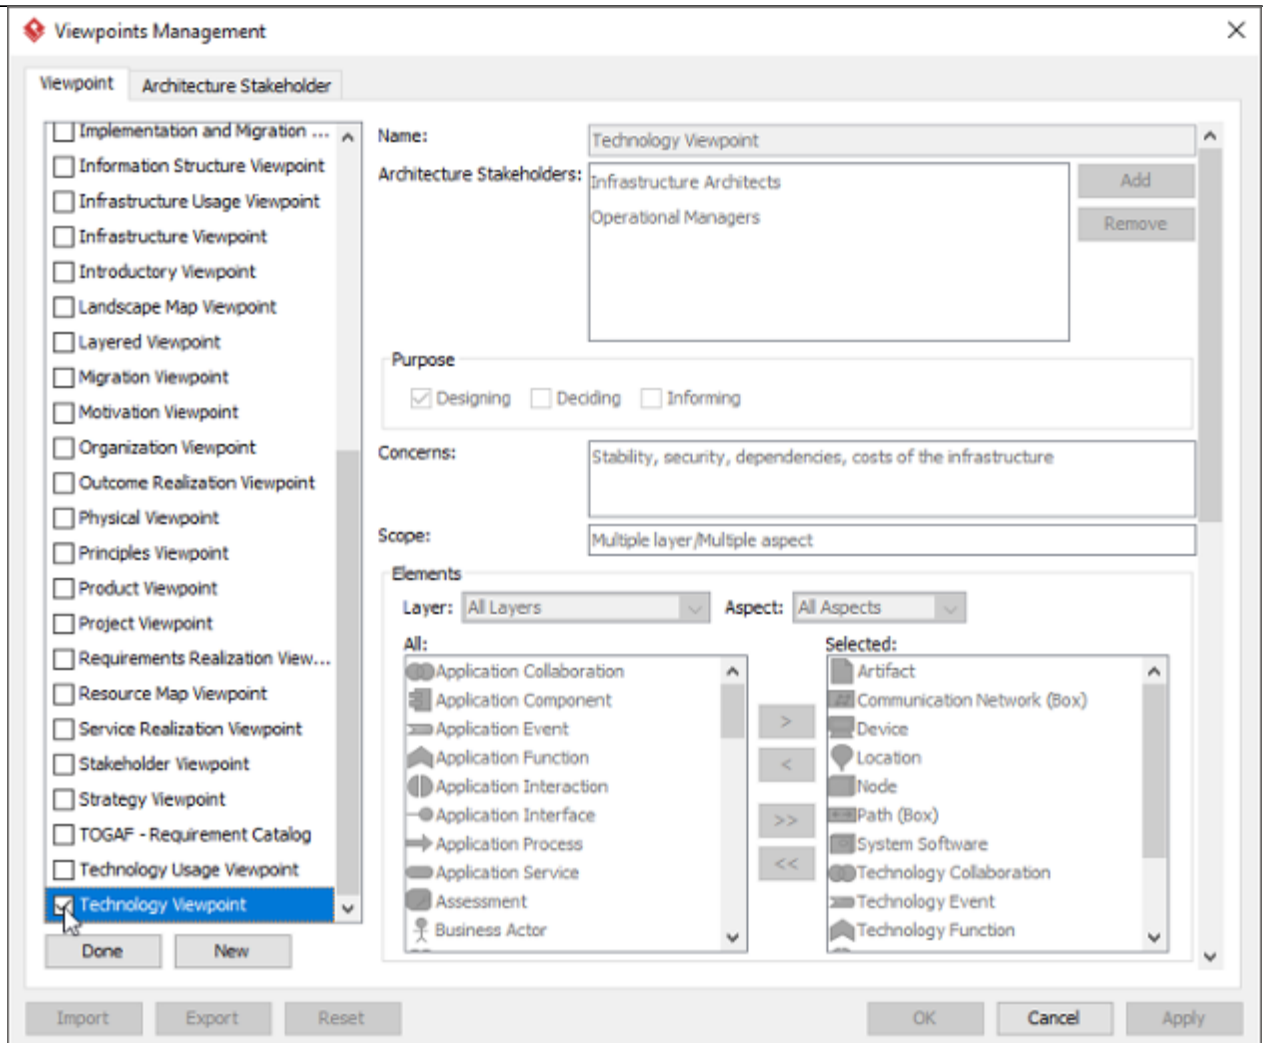 Viewpoints Management
Viewpoint
Architecture Stakeholder
Implementation and Migration ...
Information Structure Viewpoint
Infrastructure Usage Viewpoint
Infrastructure Viewpoint
Introductory Viewpoint
Landscape Map Viewpoint
Layered Viewpoint
Migration Viewpoint
Motivation Viewpoint
Organization Viewpoint
Outcome Realization Viewpoint
Physical Viewpoint
Principles Viewpoint
Product Viewpoint
Project Viewpoint
Requirements Realization View...
Resource Map Viewpoint
Service Realization Viewpoint
Stakeholder Viewpoint
Strategy Viewpoint
TOGAF - Requirement Catalog
Technology Usage Viewpoint
Technology Viewpoint
Done
New
Name:
Technology Viewpoint
Architecture Stakeholders:
Infrastructure Architects
Operational Managers
Add
Remove
Purpose
Designing
Deciding
Informing
Concerns:
Stability, security, dependencies, costs of the infrastructure
Scope:
Multiple layer/Multiple aspect
Elements
Layer:
All Layers
Aspect:
All Aspects
All:
Application Collaboration
Application Component
Application Event
Application Function
Application Interaction
Application Interface
Application Process
Application Service
Assessment
Business Actor
>
<
>>
<<
Selected:
Artifact
Communication Network (Box)
Device
Location
Node
Path (Box)
System Software
Technology Collaboration
Technology Event
Technology Function
Import
Export
Reset
OK
Cancel
Apply